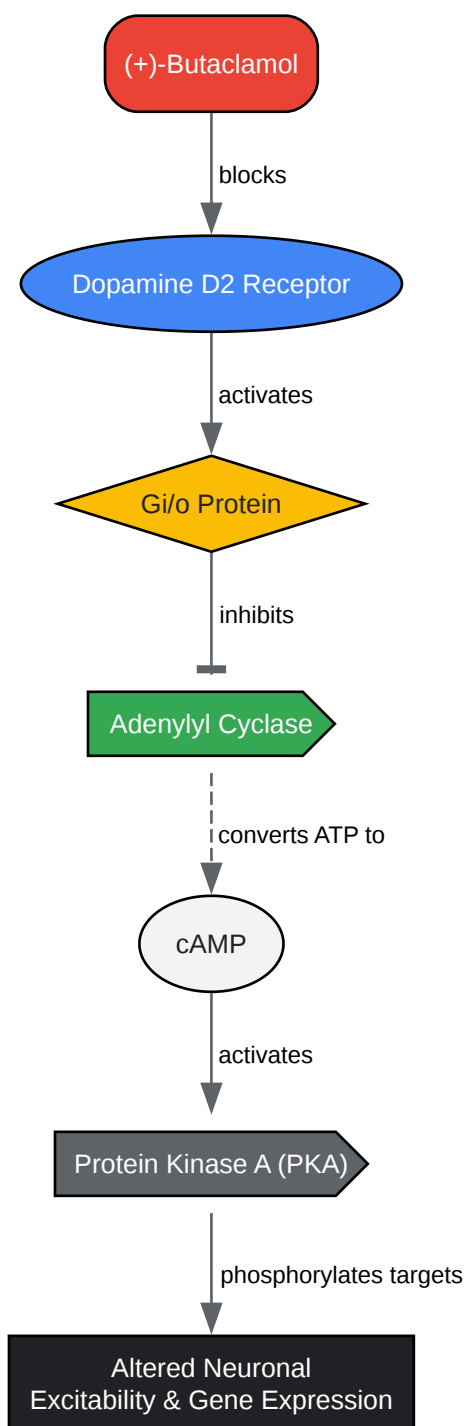 (+)-Butaclamol
blocks
Dopamine D2 Receptor
activates
Gi/o Protein
inhibits
Adenylyl Cyclase
converts ATP to
cAMP
activates
Protein Kinase A (PKA)
phosphorylates targets
Altered Neuronal
Excitability & Gene Expression